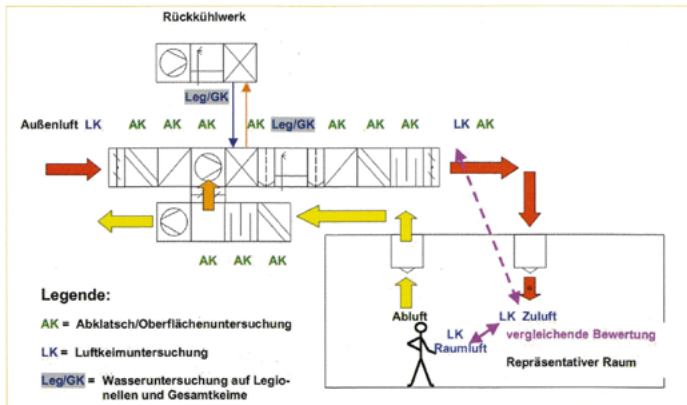 Rückkühlwerk
Leg/GK
Außenluft LK AK AK AK AK Leg/GK AK AK AK LK AK
AK AK AK
Legende:
AK = Abklatsch/Oberflächenuntersuchung
LK = Luftkeimuntersuchung
Leg/GK = Wasseruntersuchung auf Legio-
nellen und Gesamtkeime
Abluft
LK
Raumluft
LK Zuluft
vergleichende Bewertung
Repräsentativer Raum